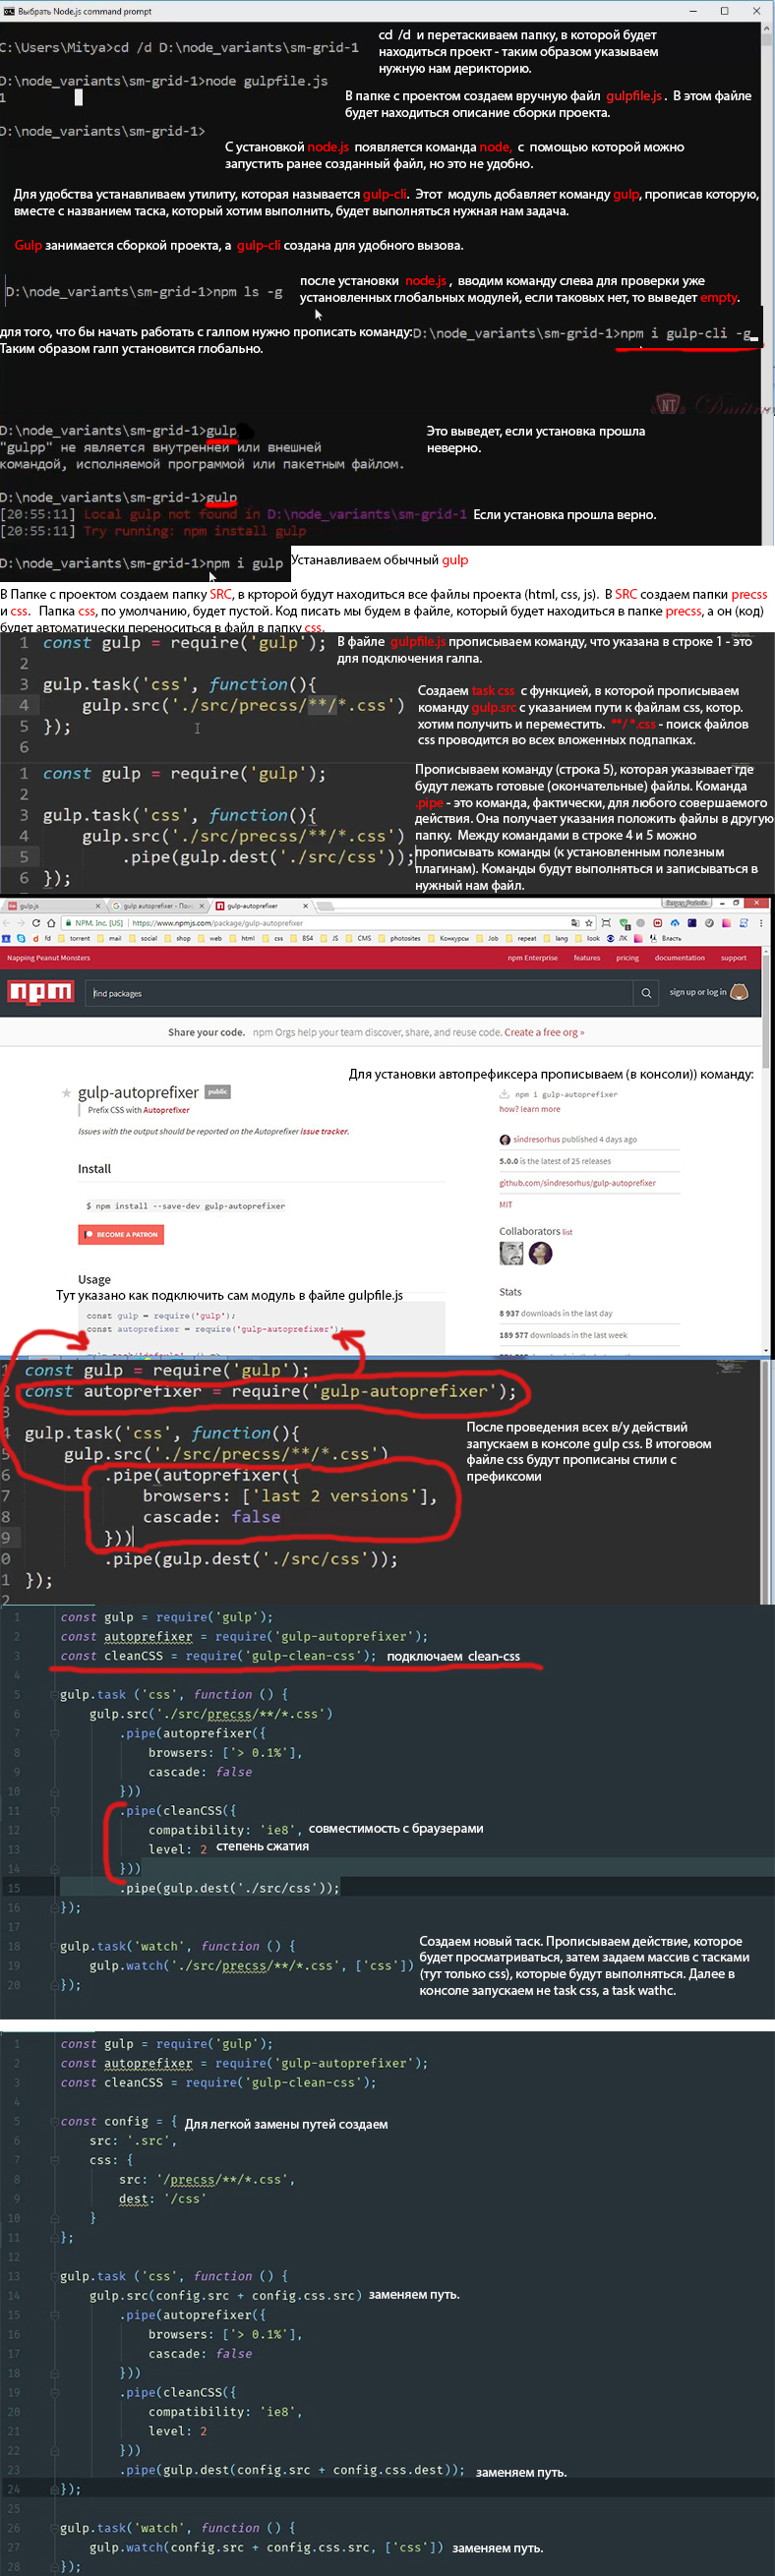 Выбрать Node.js command prompt
C:\Users\Mitya>cd /d D:\node_variants\sm-grid-1
cd /d и перетаскиваем папку, в которой будет
находиться проект - таким образом указываем
нужную нам дерикторию.
D:\node_variants\sm-grid-1>node gulpfile.js
1
В папке с проектом создаем вручную файл gulpfile.js . В этом файле
будет находиться описание сборки проекта.
D:\node_variants\sm-grid-1>
С установкой node.js появляется команда node, с помощью которой можно
запустить ранее созданный файл, но это не удобно.
Для удобства устанавливаем утилиту, которая называется gulp-cli. Этот модуль добавляет команду gulp, прописав которую,
вместе с названием таска, который хотим выполнить, будет выполняться нужная нам задача.
Gulp занимается сборкой проекта, а gulp-cli создана для удобного вызова.
D:\node_variants\sm-grid-1>npm ls -g
после установки node.js , вводим команду слева для проверки уже
установленных глобальных модулей, если таковых нет, то выведет empty.
для того, что бы начать работать с галпом нужно прописать команду:
D:\node_variants\sm-grid-1>npm i gulp-cli -g
Таким образом галп установится глобально.
NT Dmitriy
D:\node_variants\sm-grid-1>gulp
"gulpp" не является внутренней или внешней
командой, исполняемой программой или пакетным файлом.
Это выведет, если установка прошла
неверно.
D:\node_variants\sm-grid-1>gulp
[20:55:11] Local gulp not found in D:\node_variants\sm-grid-1
[20:55:11] Try running: npm install gulp
Если установка прошла верно.
D:\node_variants\sm-grid-1>npm i gulp
Устанавливаем обычный gulp
В Папке с проектом создаем папку SRC, в крторой будут находиться все файлы проекта (html, css, js). В SRC создаем папки precss
и css. Папка css, по умолчанию, будет пустой. Код писать мы будем в файле, который будет находиться в папке precss, а он (код)
будет автоматически переноситься в файл в папку css.
1 const gulp = require('gulp');
2
3 gulp.task('css', function(){
4 gulp.src('./src/precss/**/*.css')
5 });
6
В файле gulpfile.js прописываем команду, что указана в строке 1 - это
для подключения галпа.
Создаем task css с функцией, в которой прописываем
команду gulp.src с указанием пути к файлам css, котор.
хотим получить и переместить. **/ *.css - поиск файлов
css проводится во всех вложенных подпапках.
1 const gulp = require('gulp');
2
3 gulp.task('css', function(){
4 gulp.src('./src/precss/**/*.css')
5 .pipe(gulp.dest('./src/css'));
6 });
Прописываем команду (строка 5), которая указывает где
будут лежать готовые (окончательные) файлы. Команда
.pipe - это команда, фактически, для любого совершаемого
действия. Она получает указания положить файлы в другую
папку. Между командами в строке 4 и 5 можно
прописывать команды (к установленным полезным
плагинам). Команды будут выполняться и записываться в
нужный нам файл.
gulp.js
gulp autoprefixer - Пои
gulp-autoprefixer
NPM, Inc. [US] https://www.npmjs.com/package/gulp-autoprefixer
fd torrent mail social shop web html css BS4 JS CMS photosites Конкурсы Job repeat lang look ЛК Власть
Napping Peanut Monsters
npm Enterprise features pricing documentation support
npm
find packages
sign up or log in
Share your code. npm Orgs help your team discover, share, and reuse code. Create a free org »
Для установки автопрефиксера прописываем (в консоли)) команду:
gulp-autoprefixer public
Prefix CSS with Autoprefixer
Issues with the output should be reported on the Autoprefixer issue tracker.
Install
$ npm install --save-dev gulp-autoprefixer
BECOME A PATRON
Usage
npm i gulp-autoprefixer
how? learn more
sindresorhus published 4 days ago
5.0.0 is the latest of 25 releases
github.com/sindresorhus/gulp-autoprefixer
MIT
Collaborators list
Stats
8 937 downloads in the last day
189 577 downloads in the last week
Тут указано как подключить сам модуль в файле gulpfile.js
const gulp = require('gulp');
const autoprefixer = require('gulp-autoprefixer');
1 const gulp = require('gulp');
2 const autoprefixer = require('gulp-autoprefixer');
3
4 gulp.task('css', function(){
5 gulp.src('./src/precss/**/*.css')
6 .pipe(autoprefixer({
7 browsers: ['last 2 versions'],
8 cascade: false
9 }))
0 .pipe(gulp.dest('./src/css'));
1 });
2
После проведения всех в/у действий
запускаем в консоле gulp css. В итоговом
файле css будут прописаны стили с
префиксоми
1 const gulp = require('gulp');
2 const autoprefixer = require('gulp-autoprefixer');
3 const cleanCSS = require('gulp-clean-css'); подключаем clean-css
4
5 gulp.task ('css', function () {
6 gulp.src('./src/precss/**/*.css')
7 .pipe(autoprefixer({
8 browsers: ['> 0.1%'],
9 cascade: false
10 }))
11 .pipe(cleanCSS({
12 compatibility: 'ie8', совместимость с браузерами
13 level: 2 степень сжатия
14 }))
15 .pipe(gulp.dest('./src/css'));
16 });
17
18 gulp.task('watch', function () {
19 gulp.watch('./src/precss/**/*.css', ['css'])
20 });
Создаем новый таск. Прописываем действие, которое
будет просматриваться, затем задаем массив с тасками
(тут только css), которые будут выполняться. Далее в
консоле запускаем не task css, а task wathc.
1 const gulp = require('gulp');
2 const autoprefixer = require('gulp-autoprefixer');
3 const cleanCSS = require('gulp-clean-css');
4
5 const config = { Для легкой замены путей создаем
6 src: '.src',
7 css: {
8 src: '/precss/**/*.css',
9 dest: '/css'
10 }
11 };
12
13 gulp.task ('css', function () {
14 gulp.src(config.src + config.css.src) заменяем путь.
15 .pipe(autoprefixer({
16 browsers: ['> 0.1%'],
17 cascade: false
18 }))
19 .pipe(cleanCSS({
20 compatibility: 'ie8',
21 level: 2
22 }))
23 .pipe(gulp.dest(config.src + config.css.dest)); заменяем путь.
24 });
25
26 gulp.task('watch', function () {
27 gulp.watch(config.src + config.css.src, ['css']) заменяем путь.
28 });